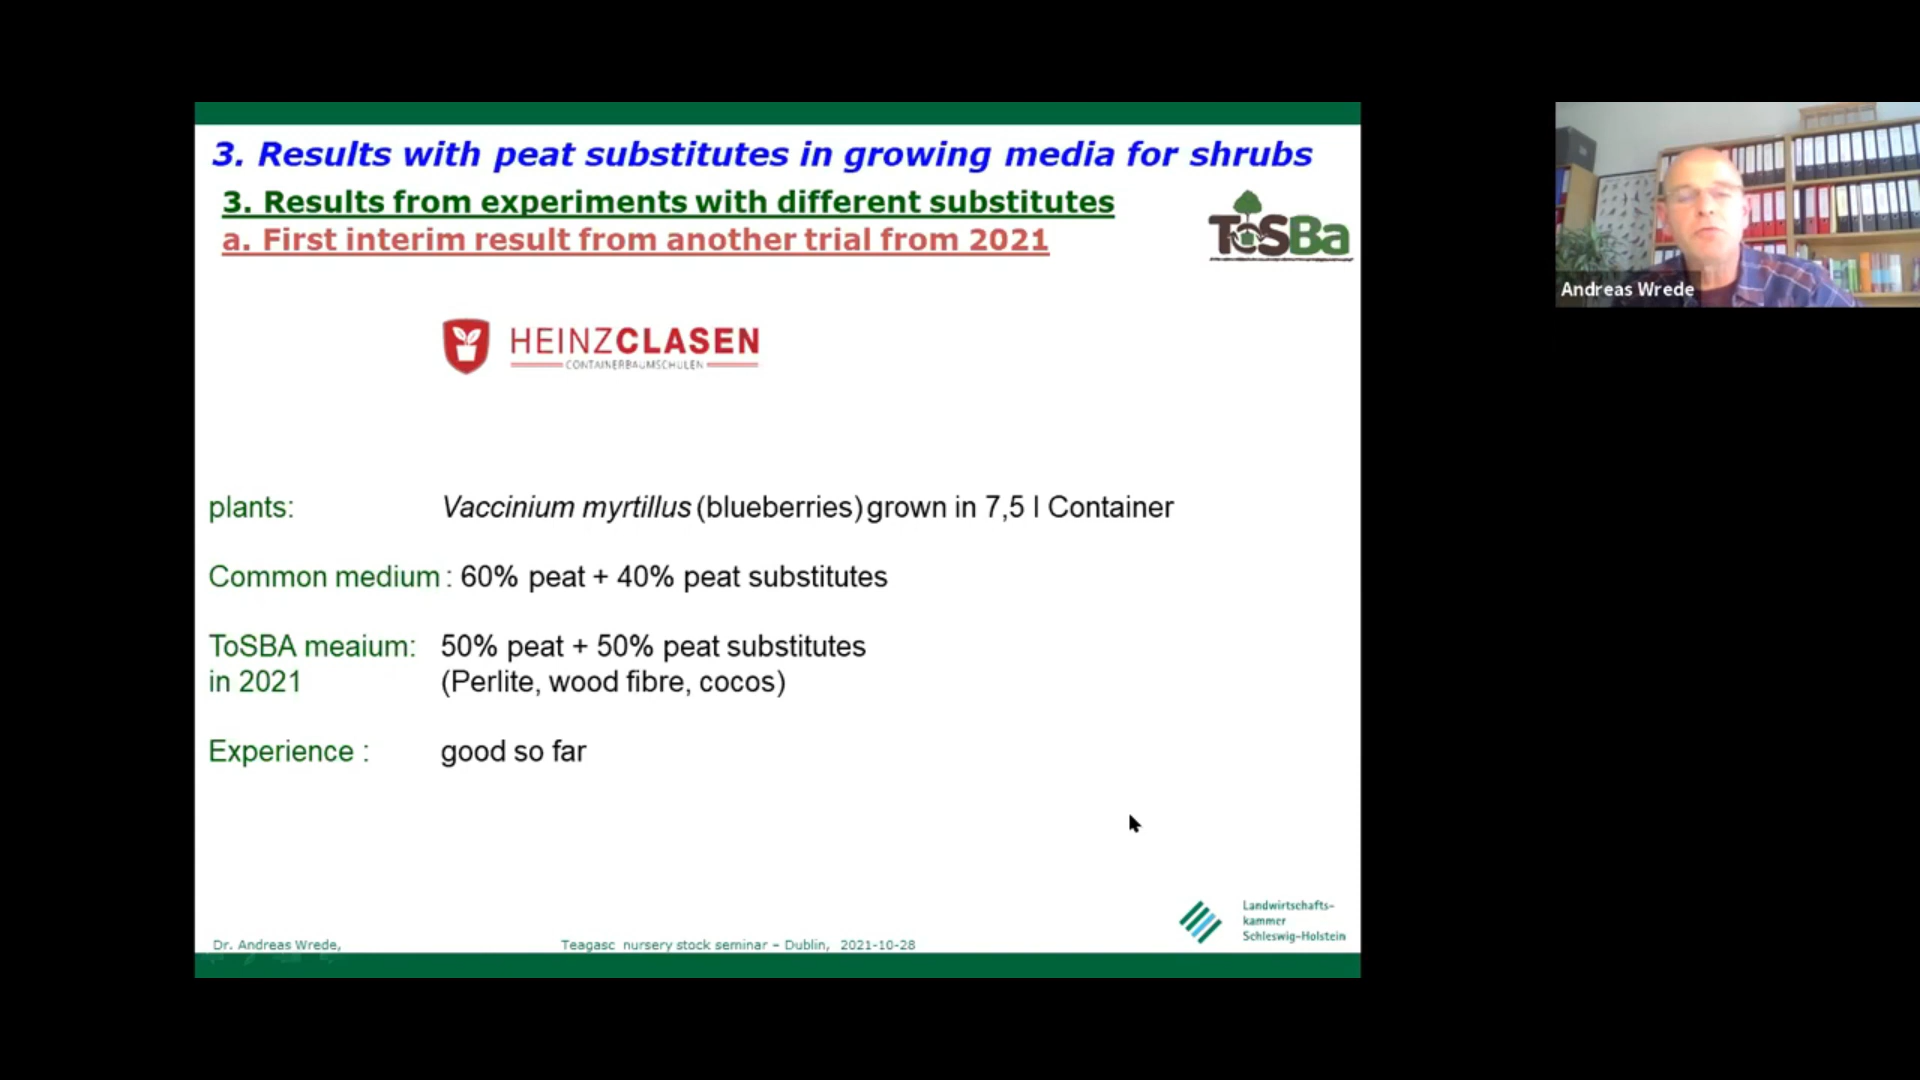 3. Results with peat substitutes in growing media for shrubs
3. Results from experiments with different substitutes
a. First interim result from another trial from 2021
ToSBa
HEINZCLASEN
CONTAINERBAUMSCHULEN
plants: Vaccinium myrtillus (blueberries) grown in 7,5 l Container
Common medium : 60% peat + 40% peat substitutes
ToSBA meaium: 50% peat + 50% peat substitutes
in 2021 (Perlite, wood fibre, cocos)
Experience : good so far
Landwirtschafts-
kammer
Schleswig-Holstein
Dr. Andreas Wrede, Teagasc nursery stock seminar – Dublin, 2021-10-28
Andreas Wrede